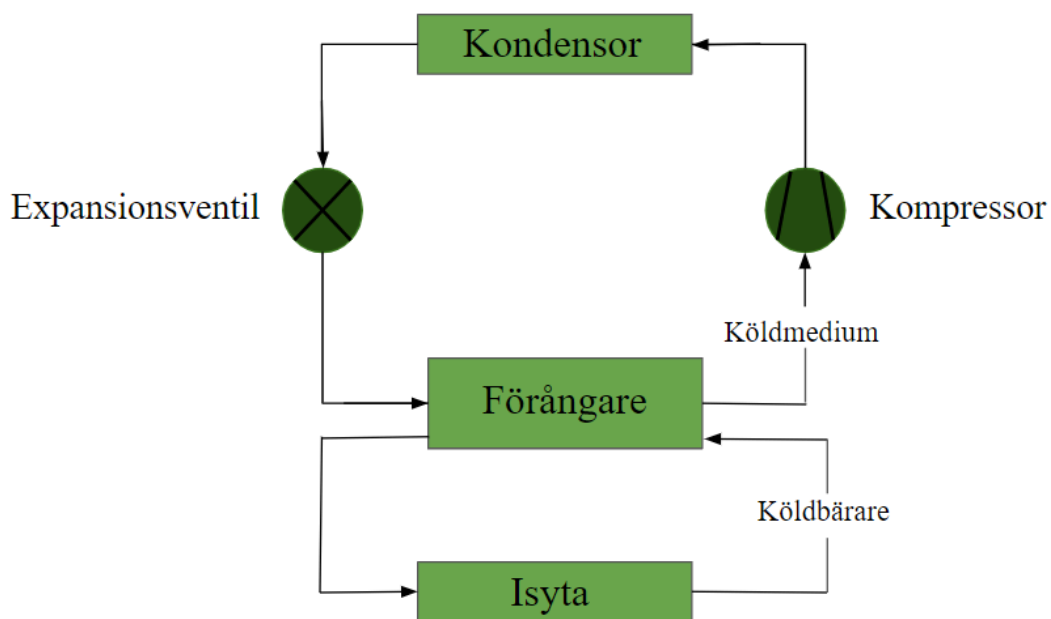 Kondensor
Expansionsventil
Kompressor
Köldmedium
Förångare
Köldbärare
Isyta